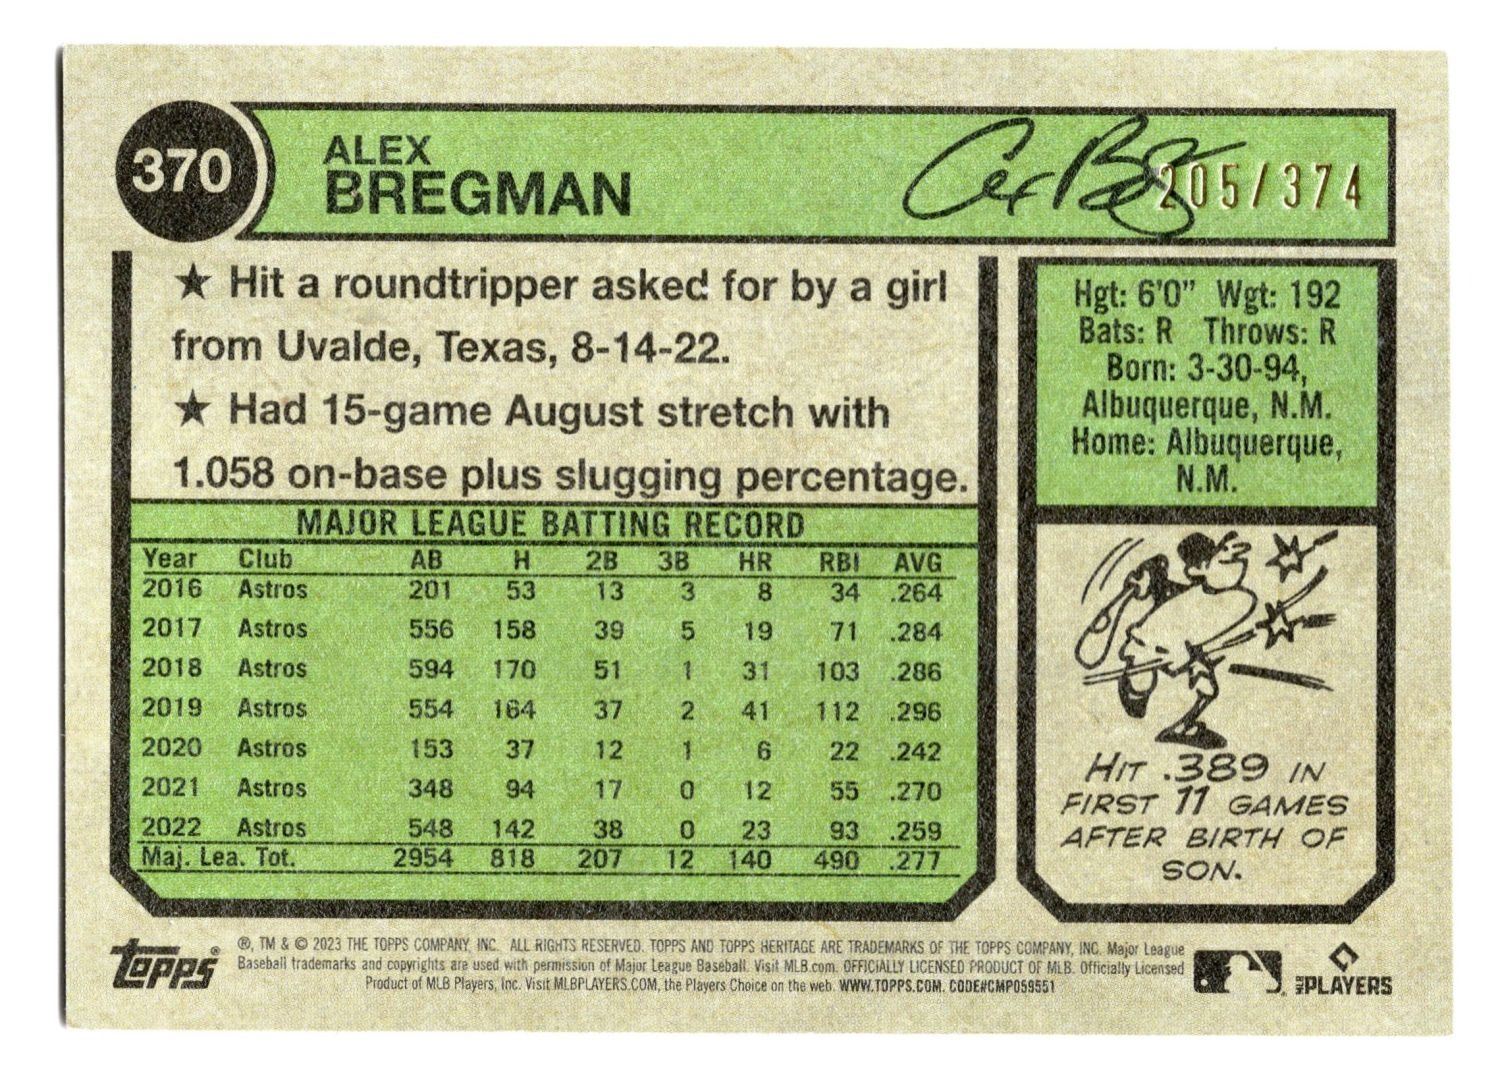 370
ALEX
BREGMAN
Alex Breg
205/374
★ Hit a roundtripper asked for by a girl
from Uvalde, Texas, 8-14-22.
★ Had 15-game August stretch with
1.058 on-base plus slugging percentage.
Hgt: 6'0" Wgt: 192
Bats: R Throws: R
Born: 3-30-94,
Albuquerque, N.M.
Home: Albuquerque,
N.M.
MAJOR LEAGUE BATTING RECORD
Year Club AB H 2B 3B HR RBI AVG
2016 Astros 201 53 13 3 8 34 .264
2017 Astros 556 158 39 5 19 71 .284
2018 Astros 594 170 51 1 31 103 .286
2019 Astros 554 164 37 2 41 112 .296
2020 Astros 153 37 12 1 6 22 .242
2021 Astros 348 94 17 0 12 55 .270
2022 Astros 548 142 38 0 23 93 .259
Maj. Lea. Tot. 2954 818 207 12 140 490 .277
HIT .389 IN
FIRST 11 GAMES
AFTER BIRTH OF
SON.
topps®
®, TM & © 2023 THE TOPPS COMPANY, INC. ALL RIGHTS RESERVED. TOPPS AND TOPPS HERITAGE ARE TRADEMARKS OF THE TOPPS COMPANY, INC. Major League
Baseball trademarks and copyrights are used with permission of Major League Baseball. Visit MLB.com. OFFICIALLY LICENSED PRODUCT OF MLB. Officially Licensed
Product of MLB Players, Inc. Visit MLBPLAYERS.COM, the Players Choice on the web. WWW.TOPPS.COM. CODE#CMP059551
MLB PLAYERS